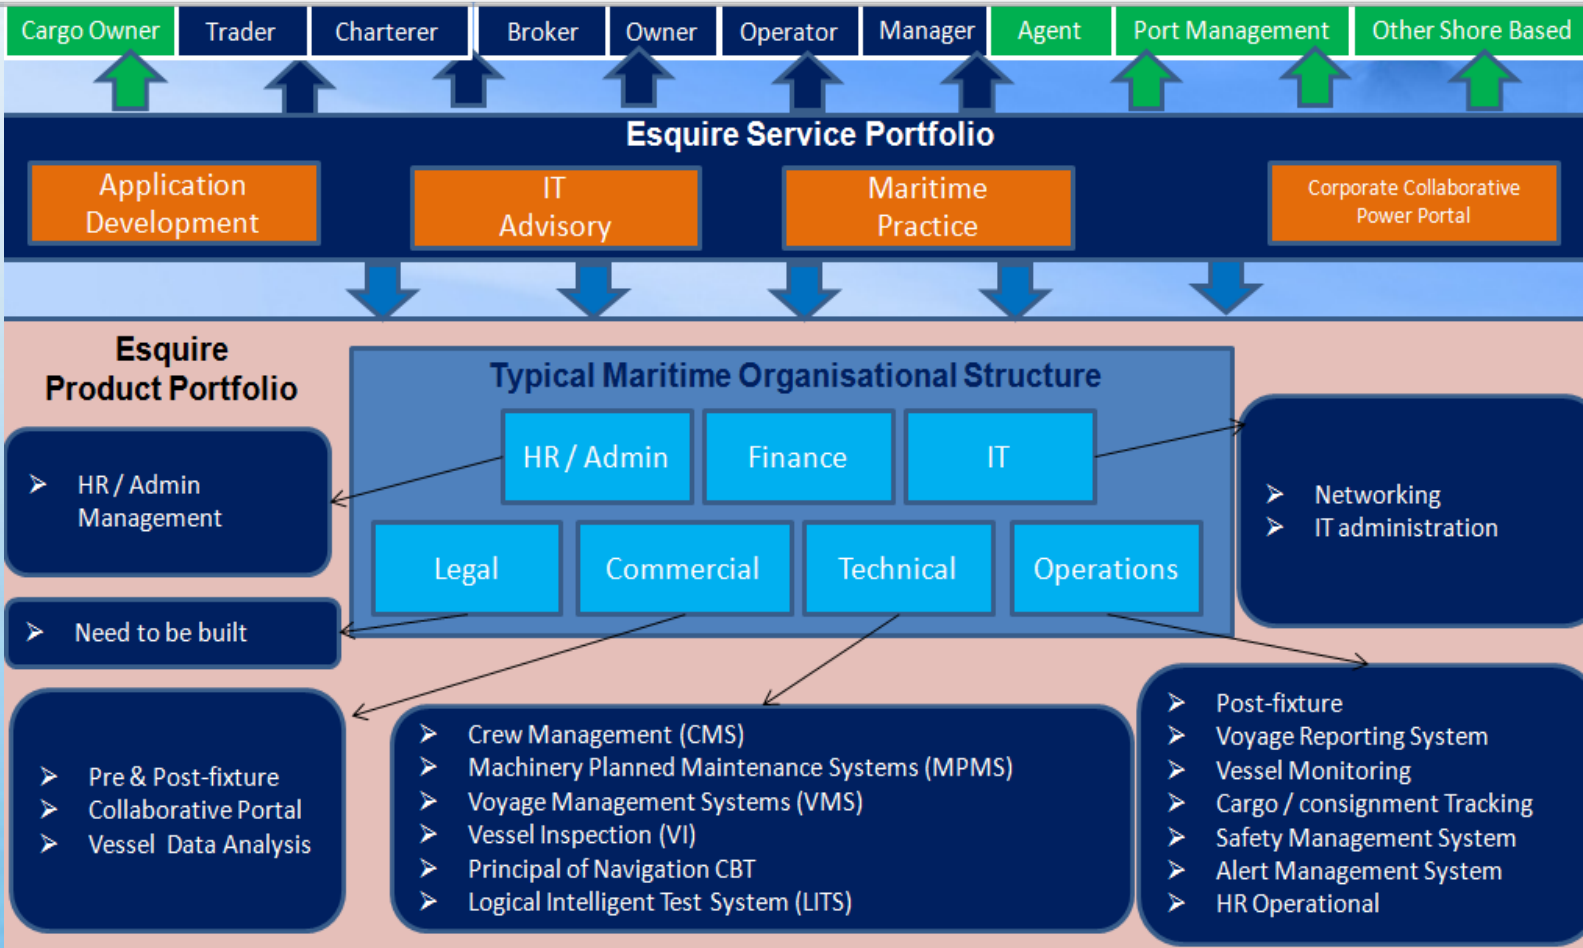 Cargo Owner
Trader
Charterer
Broker
Owner
Operator
Manager
Agent
Port Management
Other Shore Based
Esquire Service Portfolio
Application
Development
IT
Advisory
Maritime
Practice
Corporate Collaborative
Power Portal
Esquire
Product Portfolio
Typical Maritime Organisational Structure
HR / Admin
Finance
IT
Legal
Commercial
Technical
Operations
HR / Admin
Management
Need to be built
Pre & Post-fixture
Collaborative Portal
Vessel Data Analysis
Crew Management (CMS)
Machinery Planned Maintenance Systems (MPMS)
Voyage Management Systems (VMS)
Vessel Inspection (VI)
Principal of Navigation CBT
Logical Intelligent Test System (LITS)
Networking
IT administration
Post-fixture
Voyage Reporting System
Vessel Monitoring
Cargo / consignment Tracking
Safety Management System
Alert Management System
HR Operational